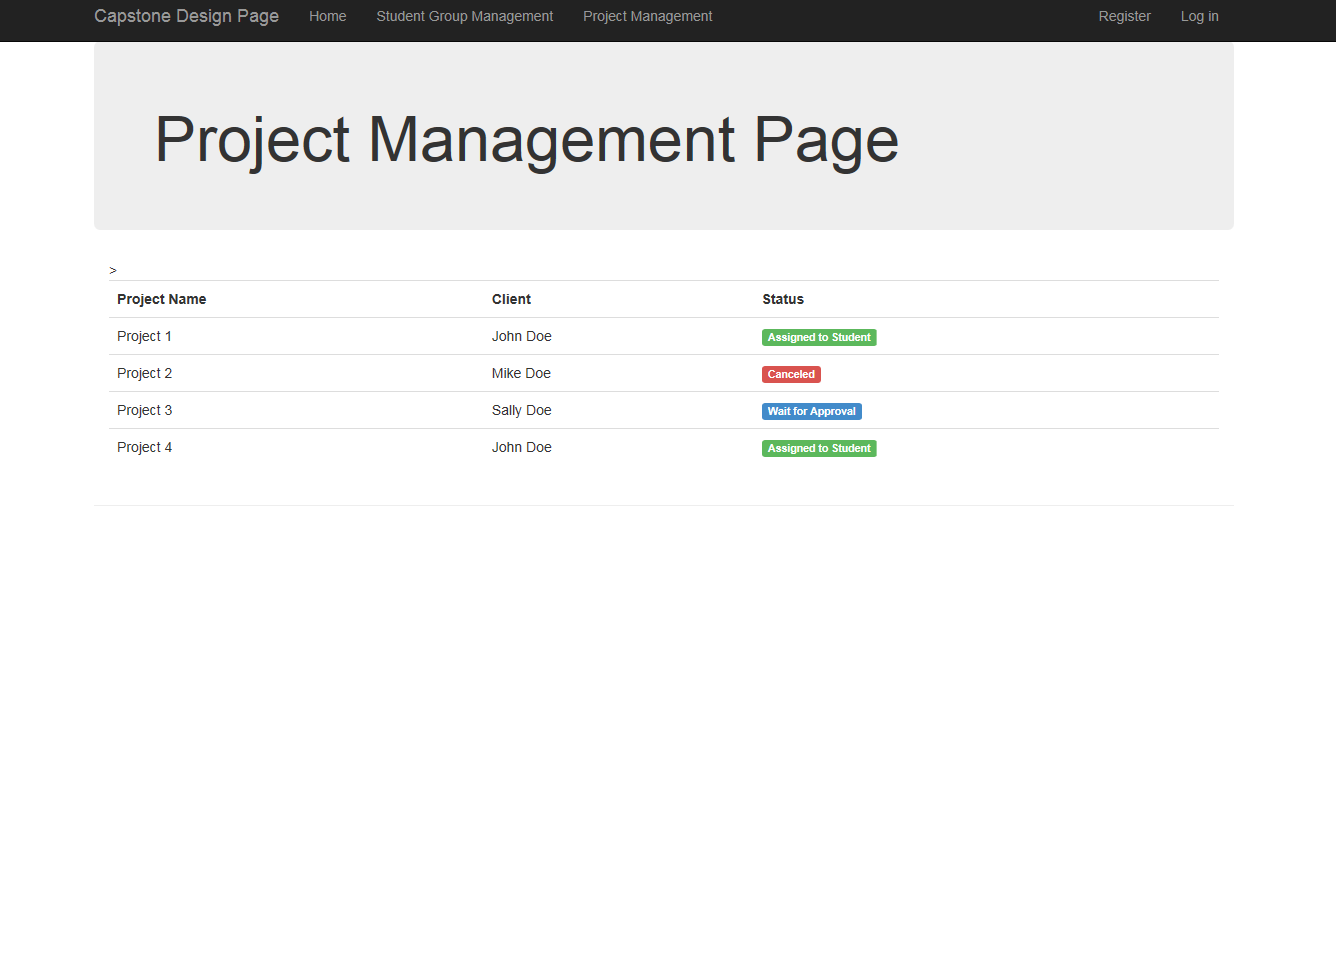 Capstone Design Page Home Student Group Management Project Management Register Log in
Project Management Page
>
Project Name Client Status
Project 1 John Doe Assigned to Student
Project 2 Mike Doe Canceled
Project 3 Sally Doe Wait for Approval
Project 4 John Doe Assigned to Student